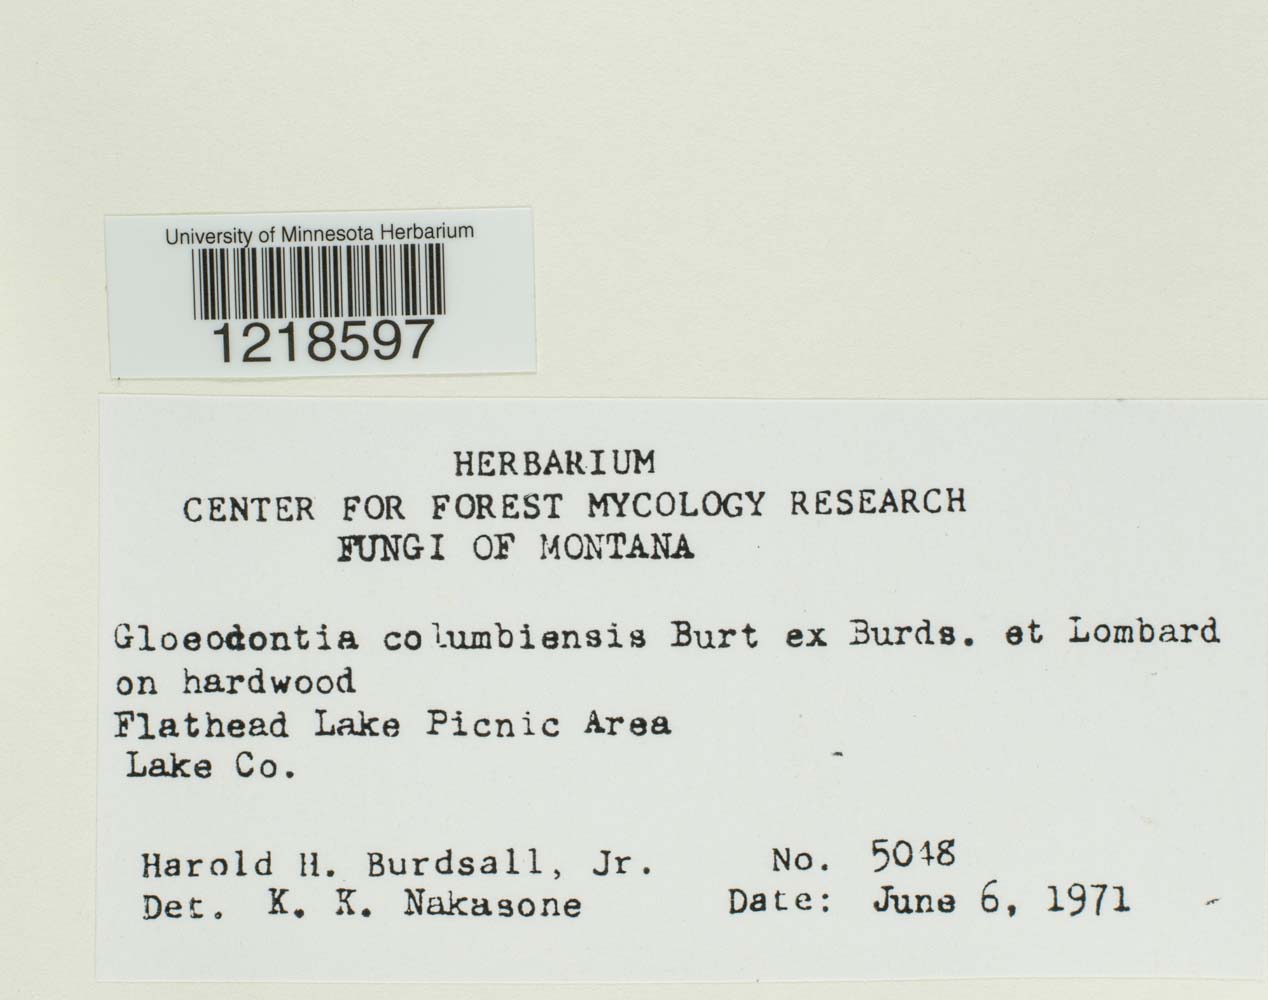 University of Minnesota Herbarium
1218597
HERBARIUM
CENTER FOR FOREST MYCOLOGY RESEARCH
FUNGI OF MONTANA
Gloeodontia columbiensis Burt ex Burds. et Lombard
on hardwood
Flathead Lake Picnic Area
Lake Co.
Harold H. Burdsall, Jr. No. 5048
Det. K. K. Nakasone Date: June 6, 1971